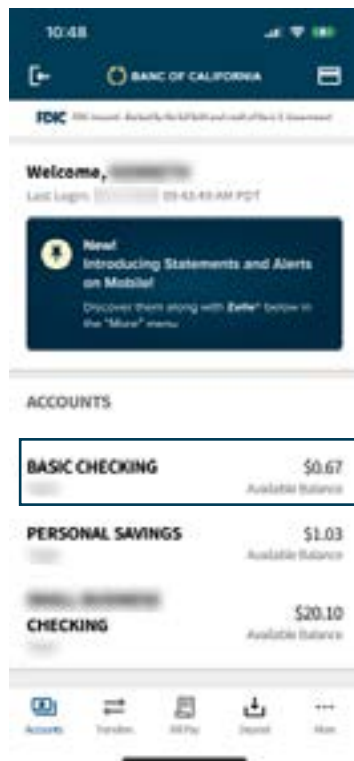 10:48
BANC OF CALIFORNIA
FDIC
Welcome,
Last Login: AM PDT
New!
Introducing Statements and Alerts
on Mobile!
Discover them along with Zelle® below in
the "More" menu
ACCOUNTS
BASIC CHECKING $0.67
Available Balance
PERSONAL SAVINGS $1.03
Available Balance
CHECKING $20.10
Available Balance
Accounts Transfers Bill Pay Deposit More